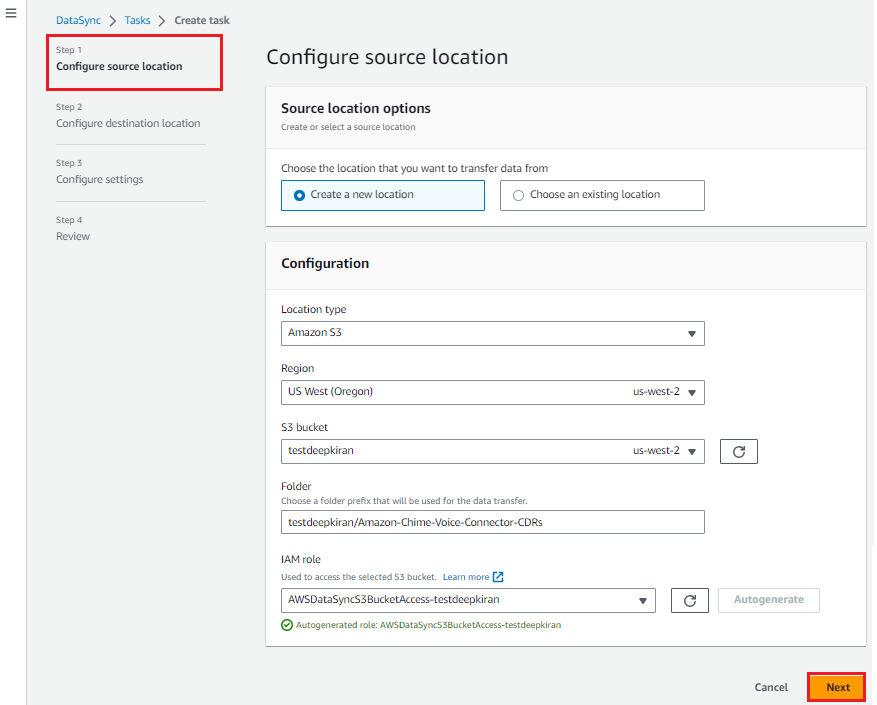 DataSync > Tasks > Create task
Step 1
Configure source location
Step 2
Configure destination location
Step 3
Configure settings
Step 4
Review
Configure source location
Source location options
Create or select a source location
Choose the location that you want to transfer data from
Create a new location
Choose an existing location
Configuration
Location type
Amazon S3
Region
US West (Oregon) us-west-2
S3 bucket
testdeepkiran us-west-2
Folder
Choose a folder prefix that will be used for the data transfer.
testdeepkiran/Amazon-Chime-Voice-Connector-CDRs
IAM role
Used to access the selected S3 bucket. Learn more
AWSDataSyncS3BucketAccess-testdeepkiran
Autogenerate
Autogenerated role: AWSDataSyncS3BucketAccess-testdeepkiran
Cancel
Next